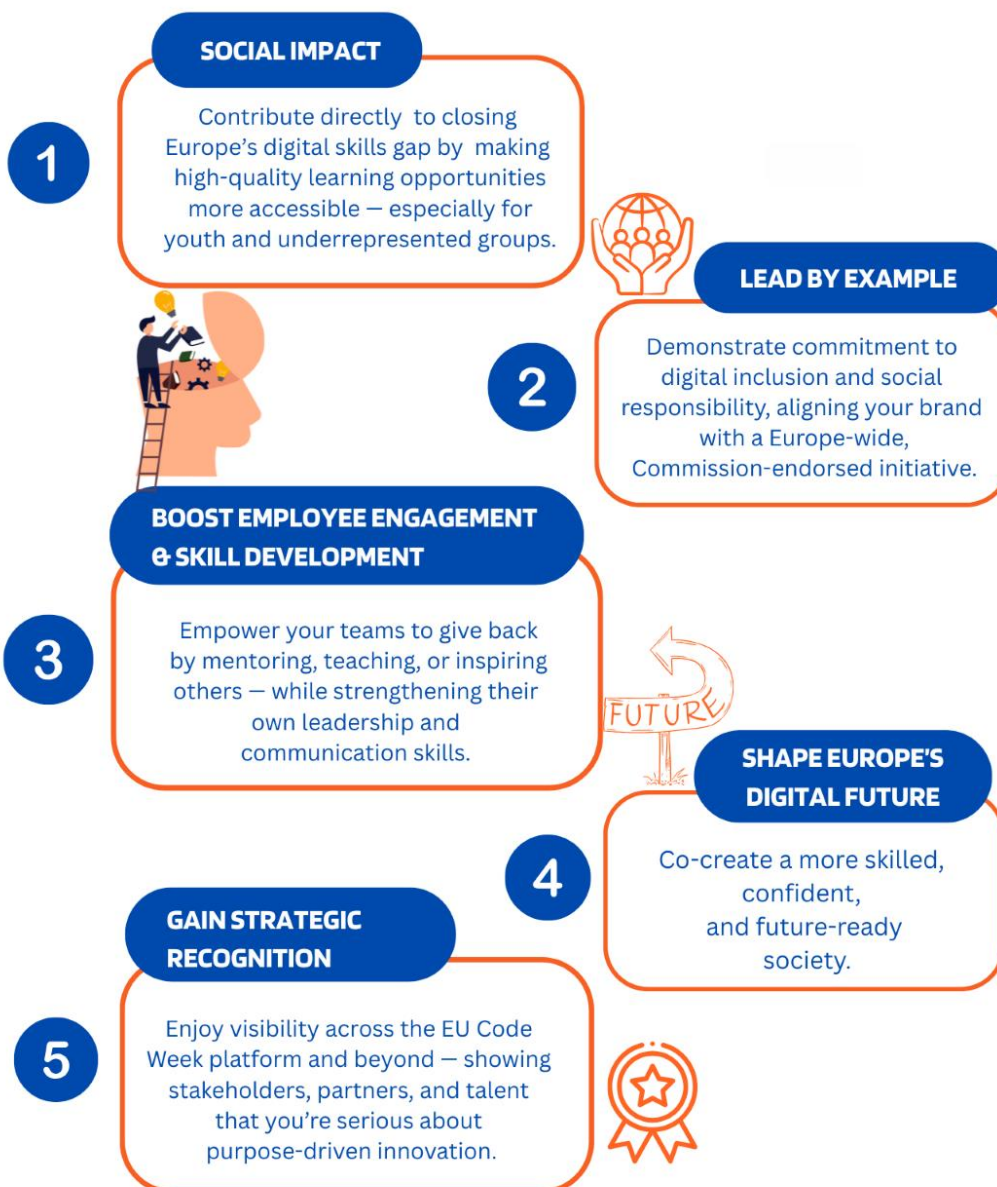 SOCIAL IMPACT
1
Contribute directly to closing
Europe's digital skills gap by making
high-quality learning opportunities
more accessible — especially for
youth and underrepresented groups.
LEAD BY EXAMPLE
2
Demonstrate commitment to
digital inclusion and social
responsibility, aligning your brand
with a Europe-wide,
Commission-endorsed initiative.
BOOST EMPLOYEE ENGAGEMENT
& SKILL DEVELOPMENT
3
Empower your teams to give back
by mentoring, teaching, or inspiring
others — while strengthening their
own leadership and
communication skills.
FUTURE
SHAPE EUROPE'S
DIGITAL FUTURE
4
Co-create a more skilled,
confident,
and future-ready
society.
GAIN STRATEGIC
RECOGNITION
5
Enjoy visibility across the EU Code
Week platform and beyond — showing
stakeholders, partners, and talent
that you're serious about
purpose-driven innovation.